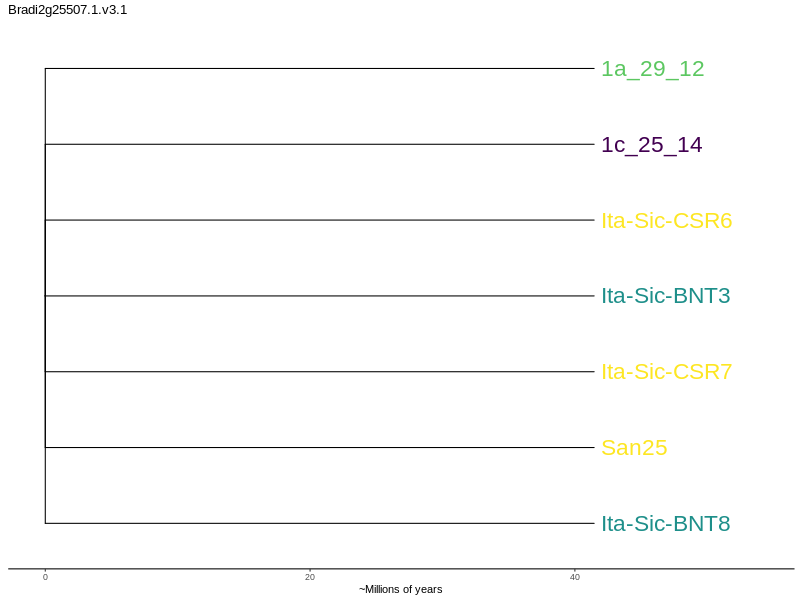 Bradi2g25507.1.v3.1
1a_29_12
1c_25_14
Ita-Sic-CSR6
Ita-Sic-BNT3
Ita-Sic-CSR7
San25
Ita-Sic-BNT8
0 20 40
~Millions of years